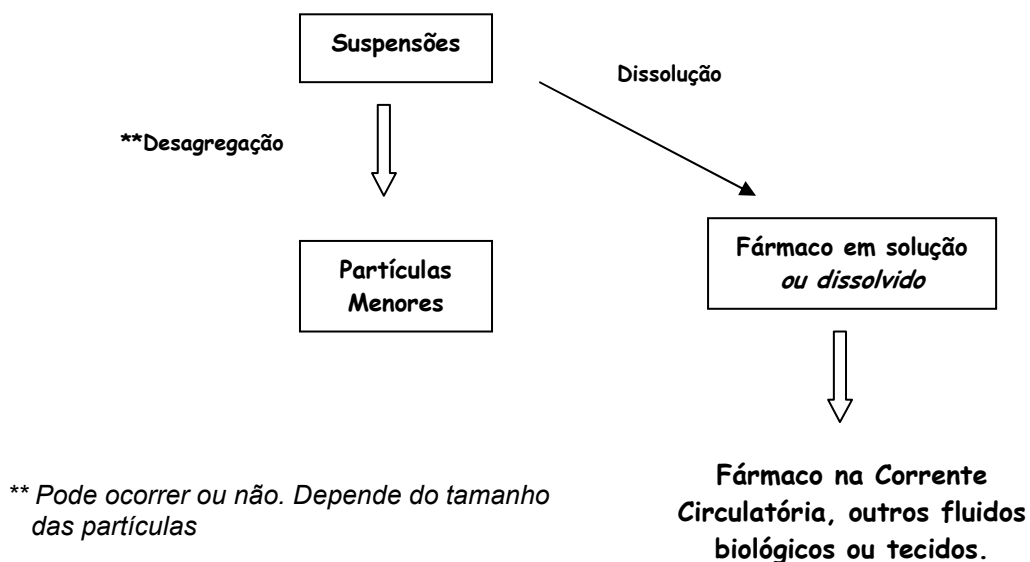 Suspensões
Dissolução
**Desagregação
Partículas
Menores
Fármaco em solução
ou dissolvido
** Pode ocorrer ou não. Depende do tamanho
das partículas
Fármaco na Corrente
Circulatória, outros fluidos
biológicos ou tecidos.